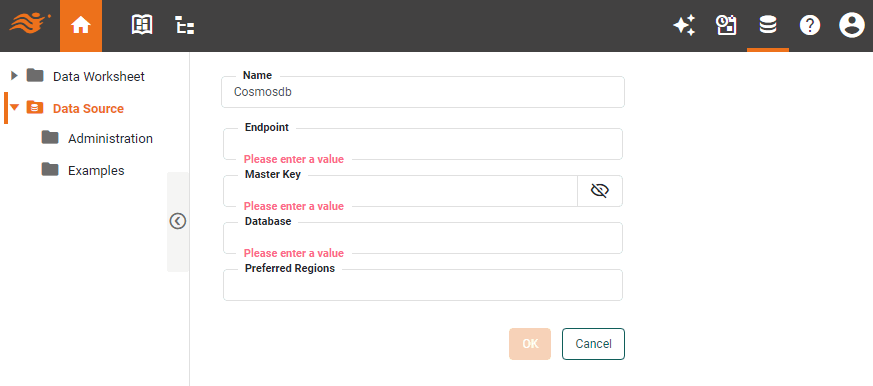 Data Worksheet
Data Source
Administration
Examples
Name
Cosmosdb
Endpoint
Please enter a value
Master Key
Please enter a value
Database
Please enter a value
Preferred Regions
OK
Cancel